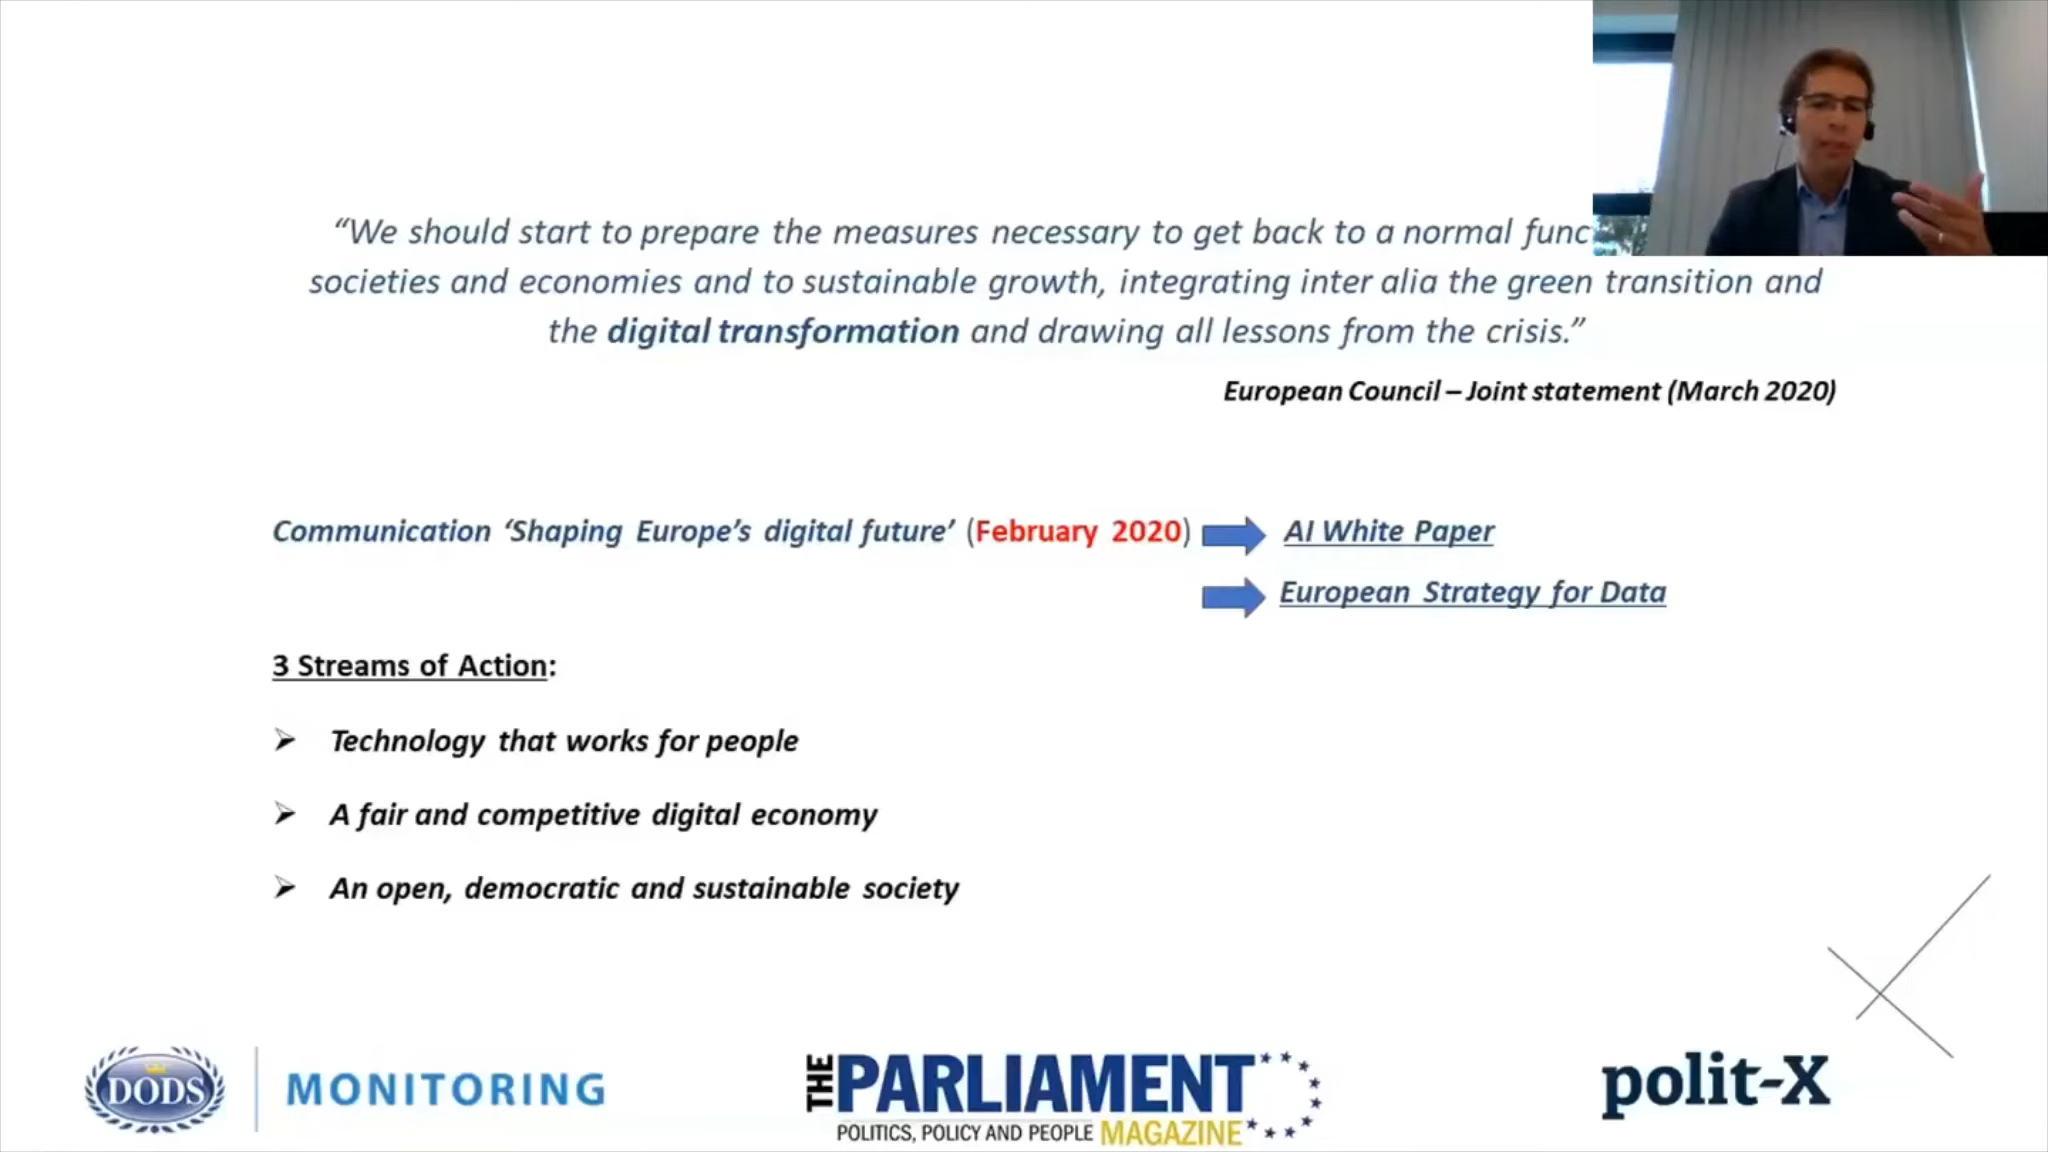 “We should start to prepare the measures necessary to get back to a normal
societies and economies and to sustainable growth, integrating inter alia the green transition and
the digital transformation and drawing all lessons from the crisis.”
European Council – Joint statement (March 2020)
Communication ‘Shaping Europe’s digital future’ (February 2020) AI White Paper
European Strategy for Data
3 Streams of Action:
Technology that works for people
A fair and competitive digital economy
An open, democratic and sustainable society
DODS MONITORING
THE PARLIAMENT
POLITICS, POLICY AND PEOPLE MAGAZINE
polit-X